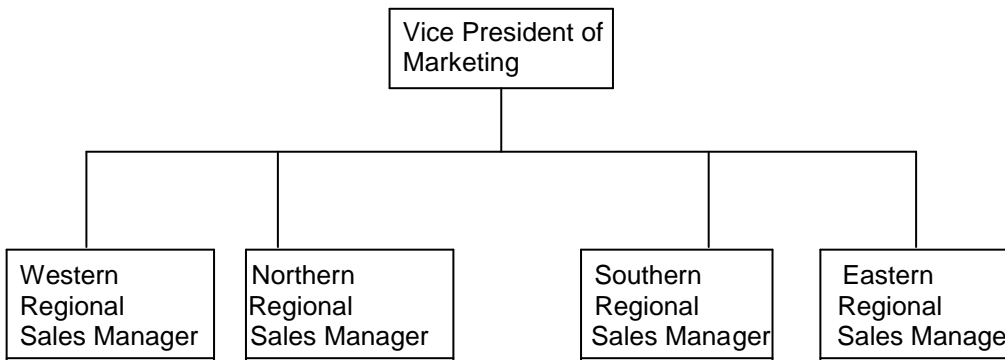 Vice President of
Marketing
Western
Regional
Sales Manager
Northern
Regional
Sales Manager
Southern
Regional
Sales Manager
Eastern
Regional
Sales Manage